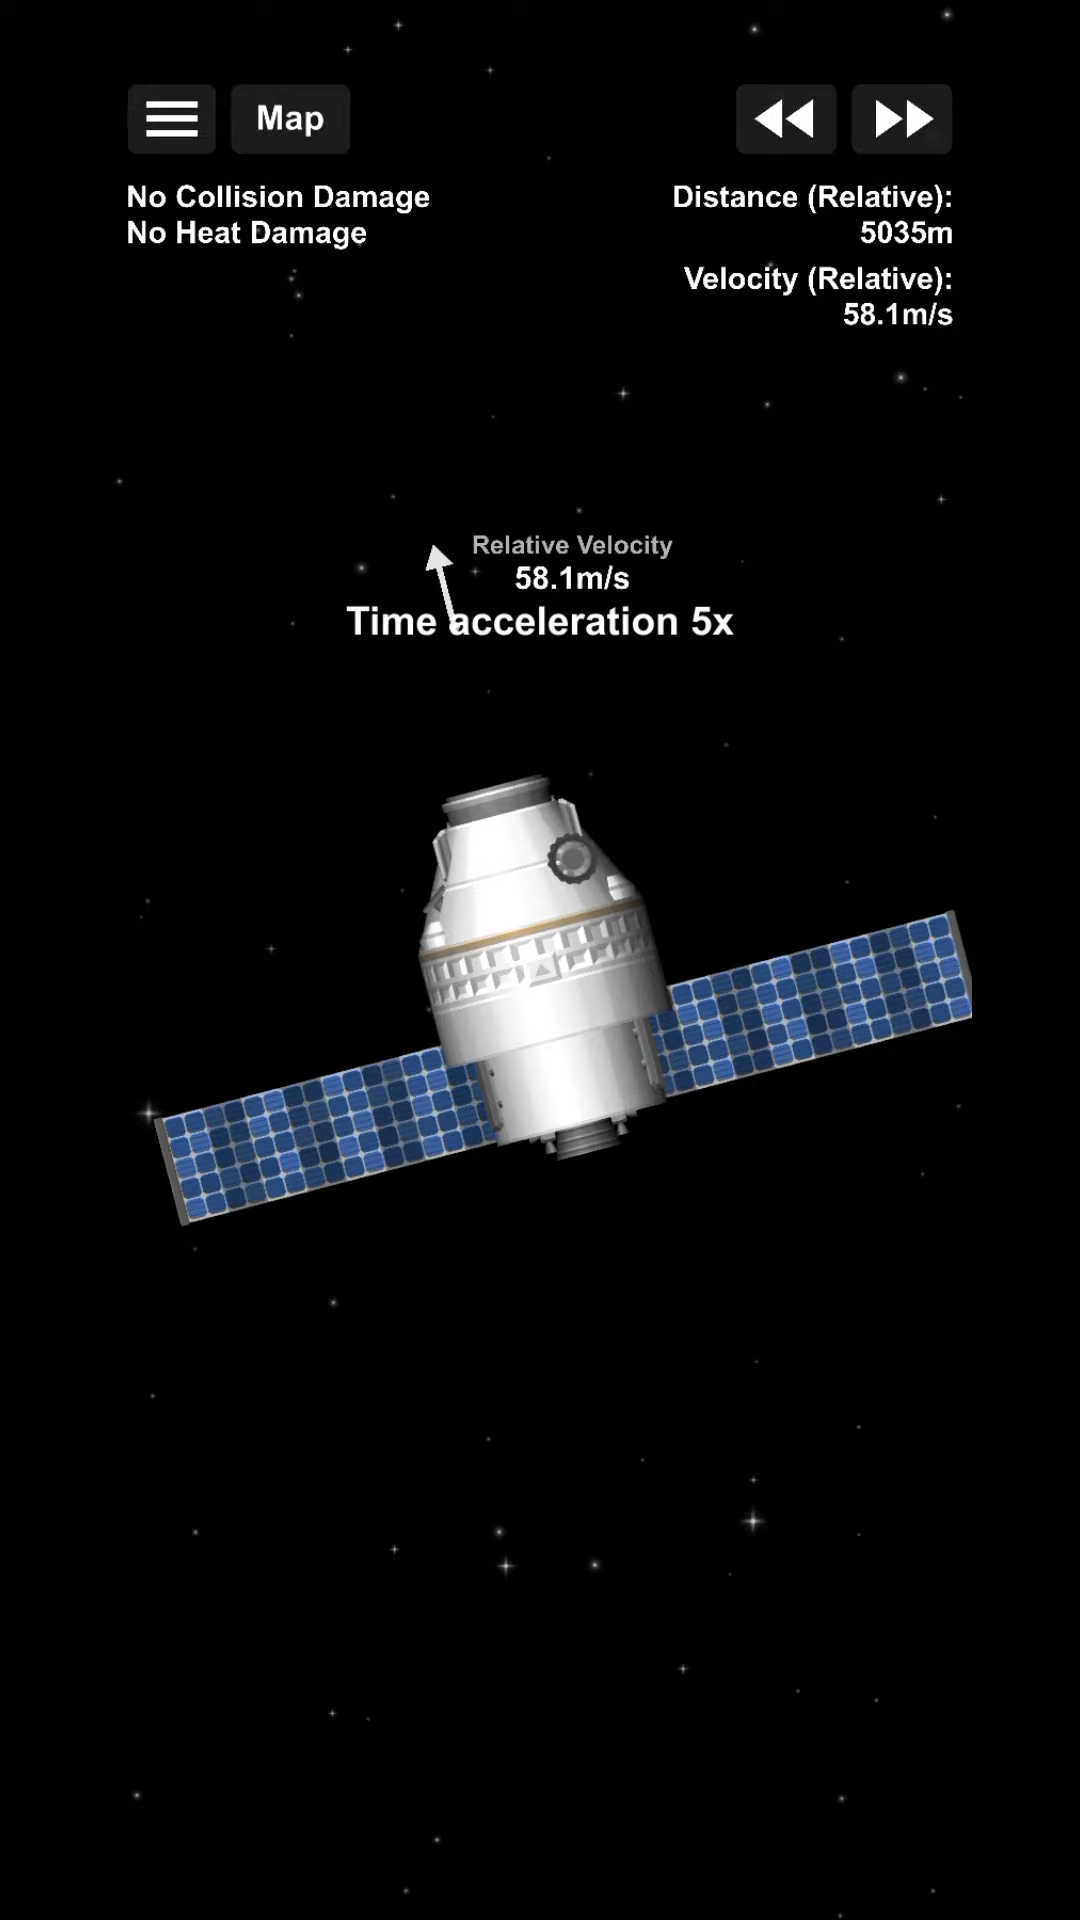 Map
No Collision Damage
No Heat Damage
Distance (Relative):
5035m
Velocity (Relative):
58.1m/s
Relative Velocity
58.1m/s
Time acceleration 5x